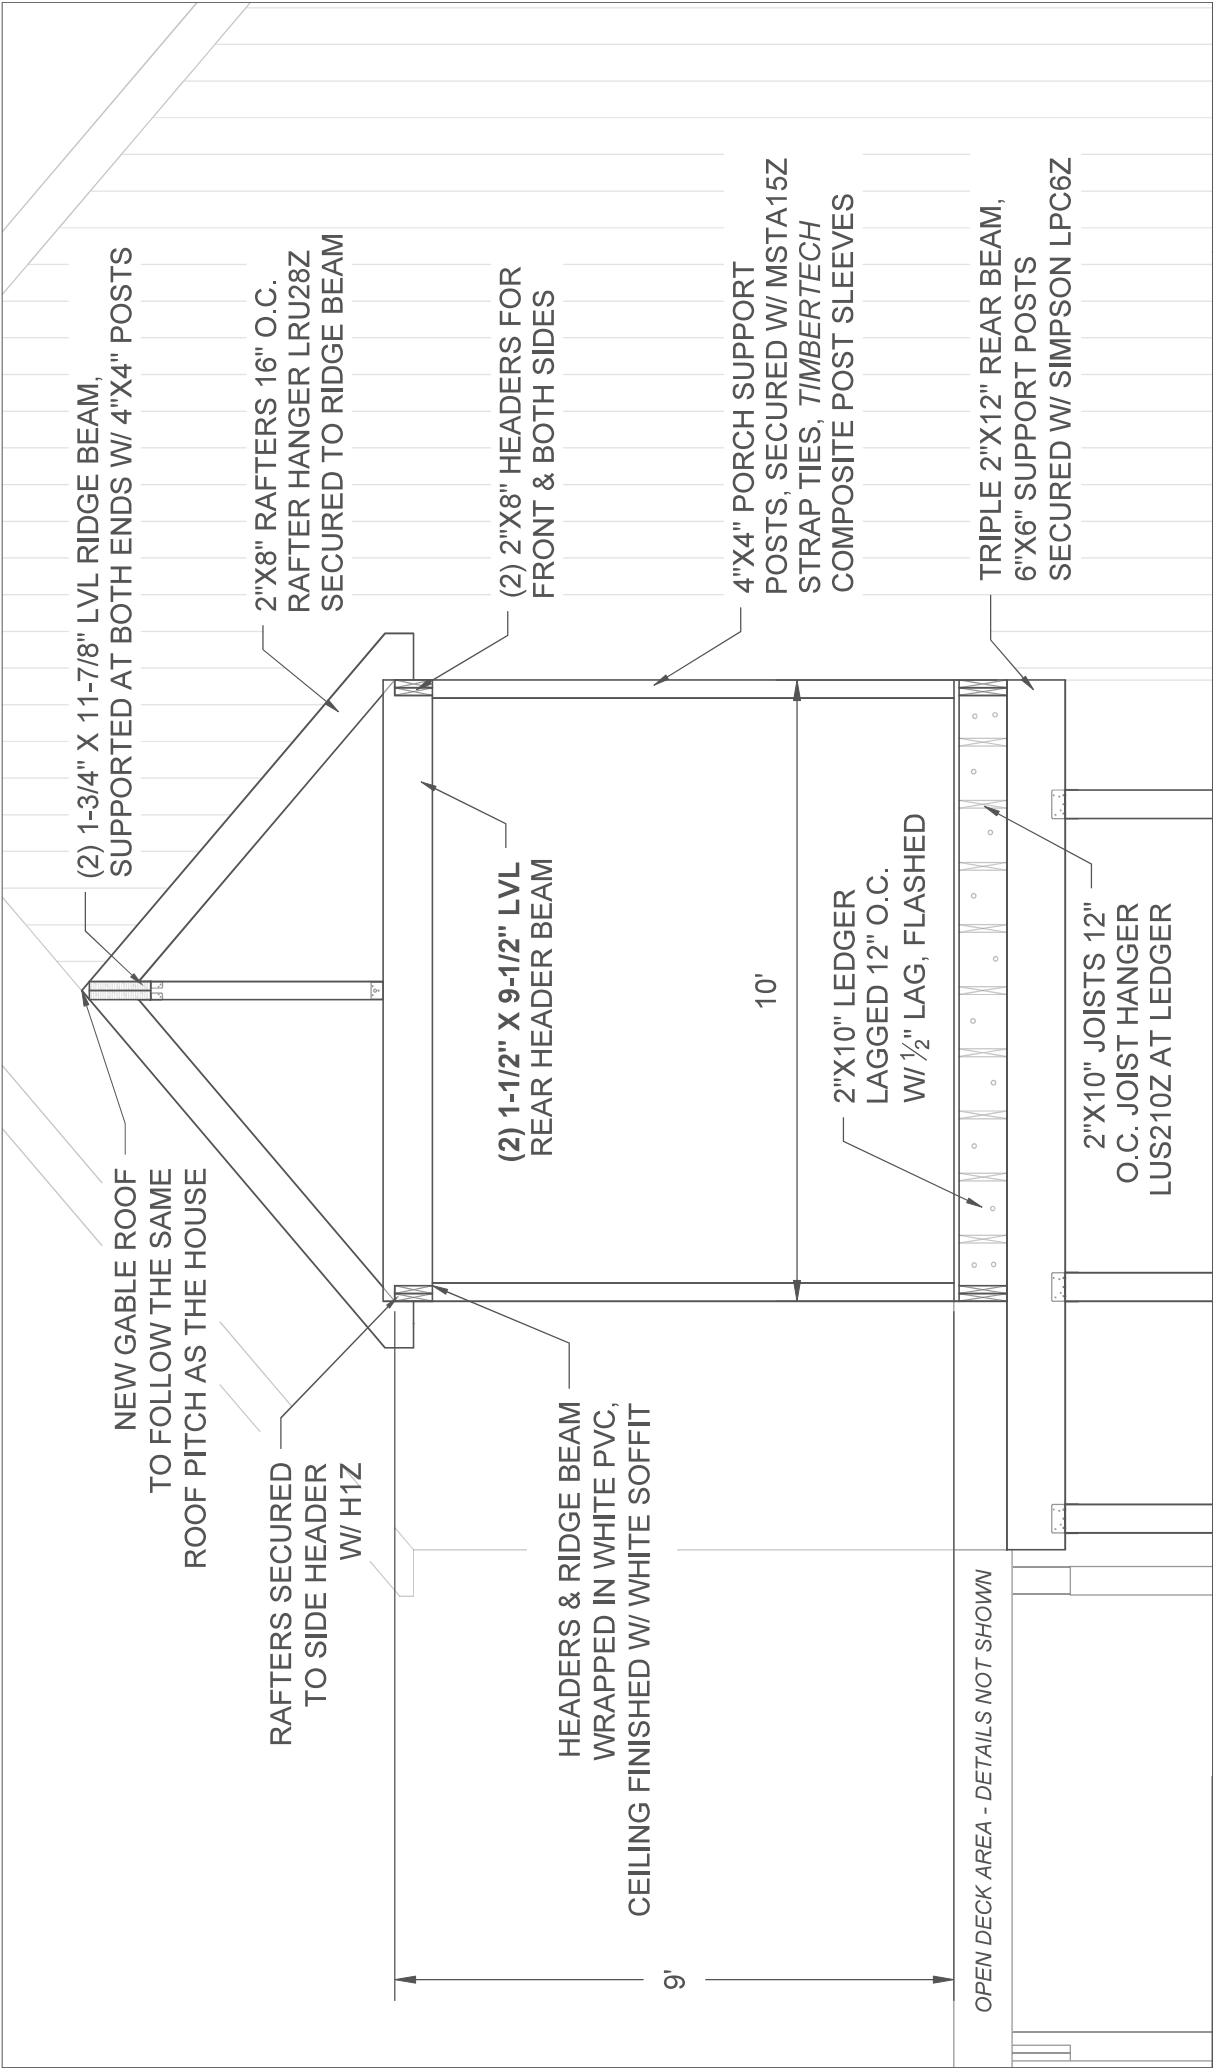 (2) 1-3/4" X 11-7/8" LVL RIDGE BEAM,
SUPPORTED AT BOTH ENDS W/ 4"X4" POSTS
2"X8" RAFTERS 16" O.C.
RAFTER HANGER LRU28Z
SECURED TO RIDGE BEAM
(2) 2"X8" HEADERS FOR
FRONT & BOTH SIDES
4"X4" PORCH SUPPORT
POSTS, SECURED W/ MSTA15Z
STRAP TIES, TIMBERTECH
COMPOSITE POST SLEEVES
TRIPLE 2"X12" REAR BEAM,
6"X6" SUPPORT POSTS
SECURED W/ SIMPSON LPC6Z
NEW GABLE ROOF
TO FOLLOW THE SAME
ROOF PITCH AS THE HOUSE
RAFTERS SECURED
TO SIDE HEADER
W/ H1Z
HEADERS & RIDGE BEAM
WRAPPED IN WHITE PVC,
CEILING FINISHED W/ WHITE SOFFIT
(2) 1-1/2" X 9-1/2" LVL
REAR HEADER BEAM
10'
2"X10" LEDGER
LAGGED 12" O.C.
W/ ½" LAG, FLASHED
2"X10" JOISTS 12"
O.C. JOIST HANGER
LUS210Z AT LEDGER
9'
OPEN DECK AREA - DETAILS NOT SHOWN